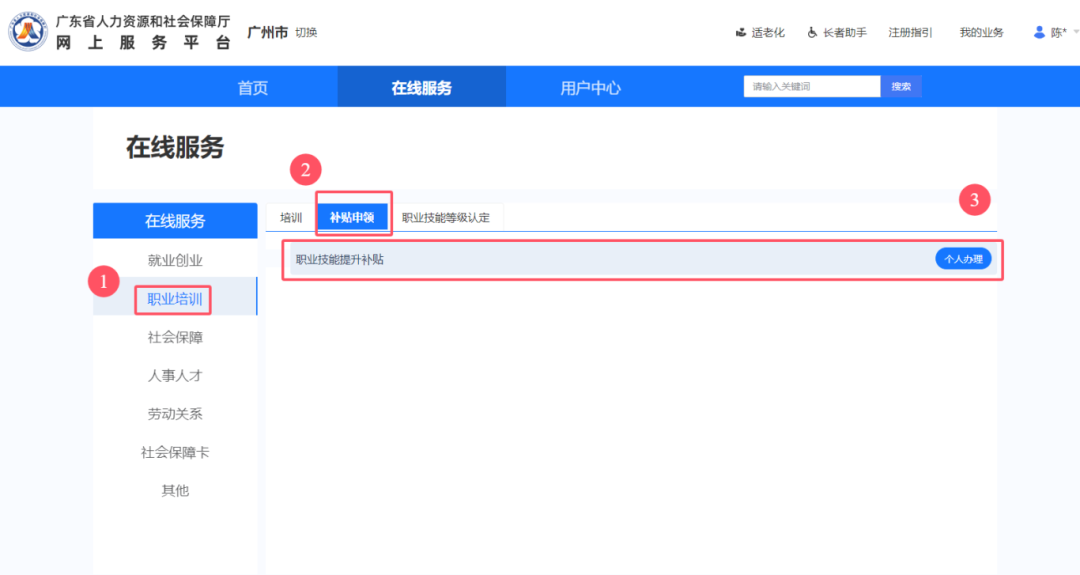 广东省人力资源和社会保障厅
网上服务平台
广州市 切换
适老化 长者助手 注册指引 我的业务 陈*
首页 在线服务 用户中心 请输入关键词 搜索
在线服务
2
3
在线服务
培训 补贴申领 职业技能等级认定
就业创业
职业技能提升补贴 个人办理
1
职业培训
社会保障
人事人才
劳动关系
社会保障卡
其他